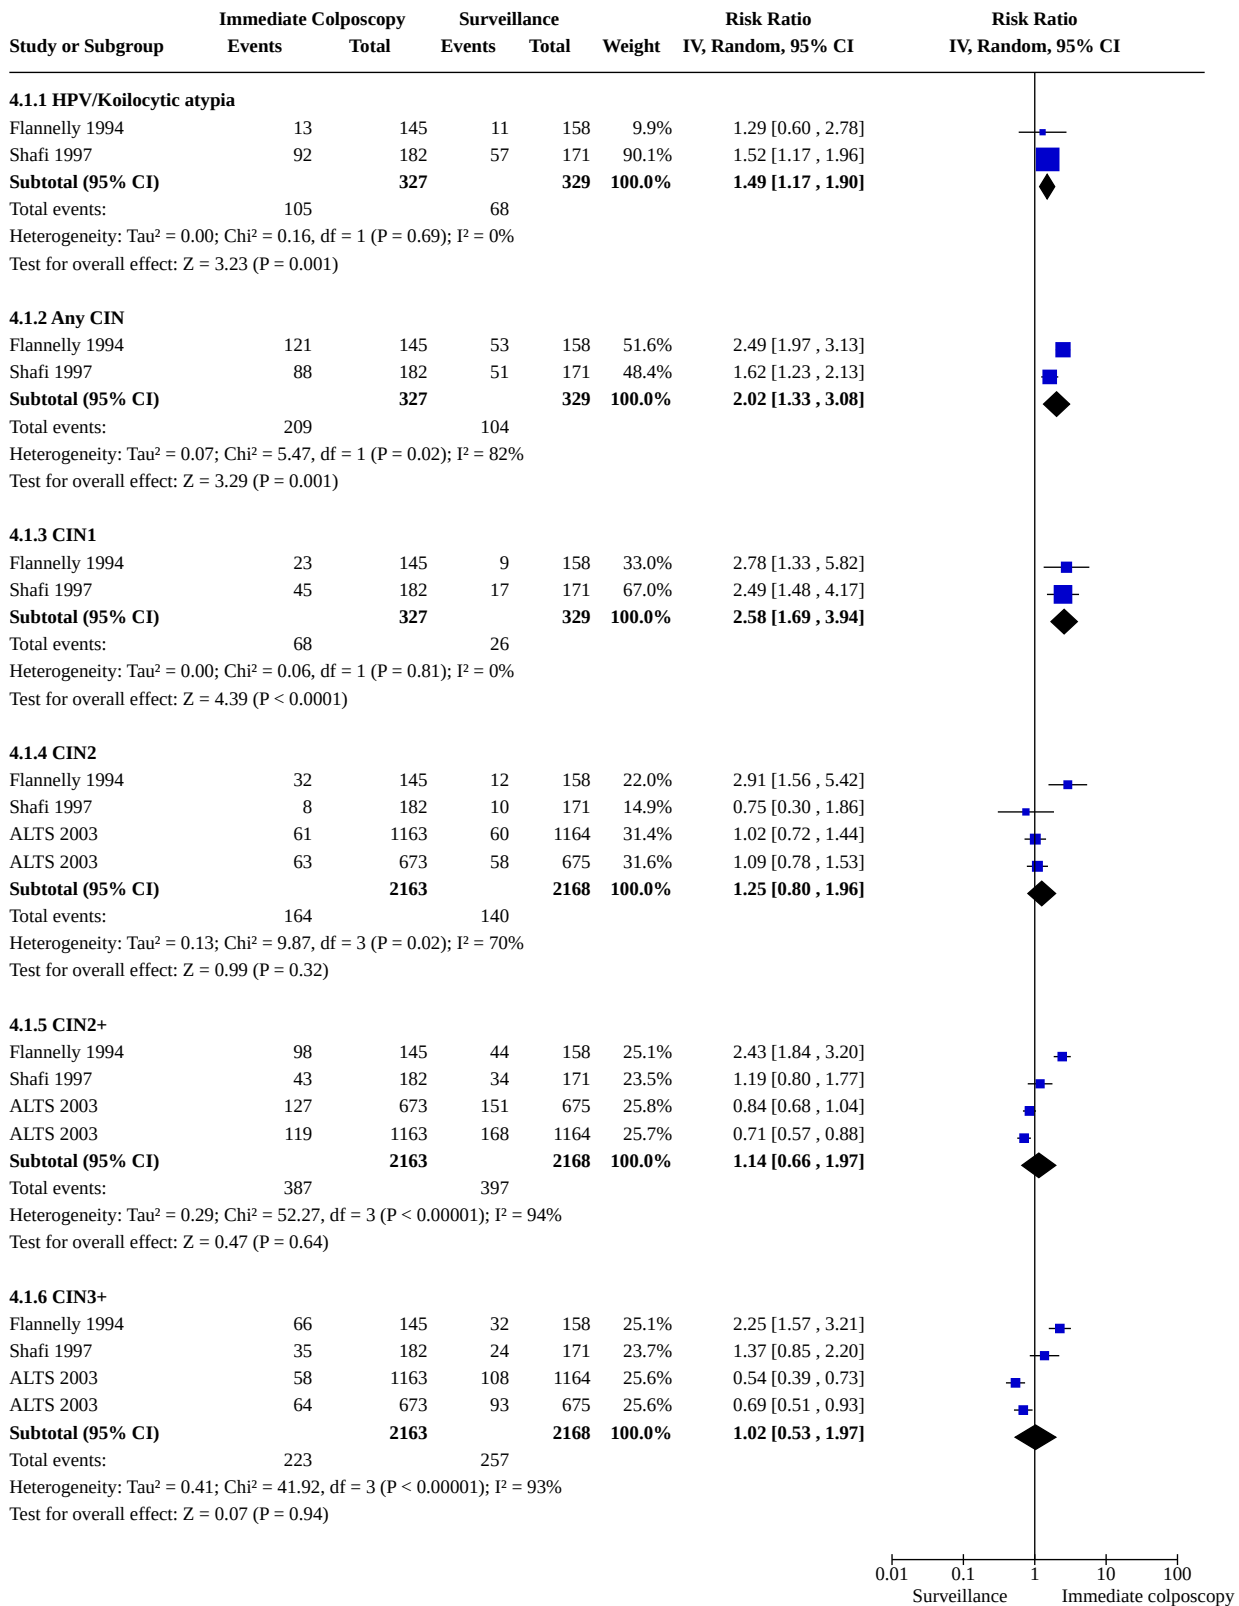 Immediate Colposcopy Surveillance Risk Ratio Risk Ratio
Study or Subgroup Events Total Events Total Weight IV, Random, 95% CI IV, Random, 95% CI
4.1.1 HPV/Koilocytic atypia
Flannelly 1994 13 145 11 158 9.9% 1.29 [0.60 , 2.78]
Shafi 1997 92 182 57 171 90.1% 1.52 [1.17 , 1.96]
Subtotal (95% CI) 327 329 100.0% 1.49 [1.17 , 1.90]
Total events: 105 68
Heterogeneity: Tau² = 0.00; Chi² = 0.16, df = 1 (P = 0.69); I² = 0%
Test for overall effect: Z = 3.23 (P = 0.001)
4.1.2 Any CIN
Flannelly 1994 121 145 53 158 51.6% 2.49 [1.97 , 3.13]
Shafi 1997 88 182 51 171 48.4% 1.62 [1.23 , 2.13]
Subtotal (95% CI) 327 329 100.0% 2.02 [1.33 , 3.08]
Total events: 209 104
Heterogeneity: Tau² = 0.07; Chi² = 5.47, df = 1 (P = 0.02); I² = 82%
Test for overall effect: Z = 3.29 (P = 0.001)
4.1.3 CIN1
Flannelly 1994 23 145 9 158 33.0% 2.78 [1.33 , 5.82]
Shafi 1997 45 182 17 171 67.0% 2.49 [1.48 , 4.17]
Subtotal (95% CI) 327 329 100.0% 2.58 [1.69 , 3.94]
Total events: 68 26
Heterogeneity: Tau² = 0.00; Chi² = 0.06, df = 1 (P = 0.81); I² = 0%
Test for overall effect: Z = 4.39 (P < 0.0001)
4.1.4 CIN2
Flannelly 1994 32 145 12 158 22.0% 2.91 [1.56 , 5.42]
Shafi 1997 8 182 10 171 14.9% 0.75 [0.30 , 1.86]
ALTS 2003 61 1163 60 1164 31.4% 1.02 [0.72 , 1.44]
ALTS 2003 63 673 58 675 31.6% 1.09 [0.78 , 1.53]
Subtotal (95% CI) 2163 2168 100.0% 1.25 [0.80 , 1.96]
Total events: 164 140
Heterogeneity: Tau² = 0.13; Chi² = 9.87, df = 3 (P = 0.02); I² = 70%
Test for overall effect: Z = 0.99 (P = 0.32)
4.1.5 CIN2+
Flannelly 1994 98 145 44 158 25.1% 2.43 [1.84 , 3.20]
Shafi 1997 43 182 34 171 23.5% 1.19 [0.80 , 1.77]
ALTS 2003 127 673 151 675 25.8% 0.84 [0.68 , 1.04]
ALTS 2003 119 1163 168 1164 25.7% 0.71 [0.57 , 0.88]
Subtotal (95% CI) 2163 2168 100.0% 1.14 [0.66 , 1.97]
Total events: 387 397
Heterogeneity: Tau² = 0.29; Chi² = 52.27, df = 3 (P < 0.00001); I² = 94%
Test for overall effect: Z = 0.47 (P = 0.64)
4.1.6 CIN3+
Flannelly 1994 66 145 32 158 25.1% 2.25 [1.57 , 3.21]
Shafi 1997 35 182 24 171 23.7% 1.37 [0.85 , 2.20]
ALTS 2003 58 1163 108 1164 25.6% 0.54 [0.39 , 0.73]
ALTS 2003 64 673 93 675 25.6% 0.69 [0.51 , 0.93]
Subtotal (95% CI) 2163 2168 100.0% 1.02 [0.53 , 1.97]
Total events: 223 257
Heterogeneity: Tau² = 0.41; Chi² = 41.92, df = 3 (P < 0.00001); I² = 93%
Test for overall effect: Z = 0.07 (P = 0.94)
0.01 0.1 1 10 100
Surveillance Immediate colposcopy